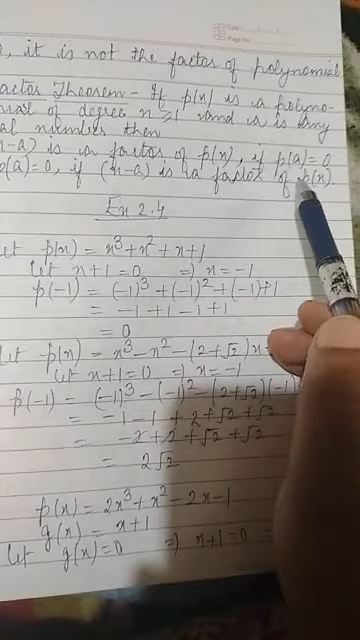 , it is not the factor of polynomial
actor Theorem - If p(x) is a polyno-
mial of degree n ≥ 1 and a is any
al number then
x-a) is a factor of p(x), if p(a) = 0
p(a) = 0, if (x-a) is a factor of p(x).
Ex 2.4
Let p(x) = x³ + x² + x + 1
Let x + 1 = 0 ⇒ x = -1
p(-1) = (-1)³ + (-1)² + (-1) + 1
= -1 + 1 - 1 + 1
= 0
Let p(x) = x³ - x² - (2+√2)x +
Let x + 1 = 0 ⇒ x = -1
p(-1) = (-1)³ - (-1)² - (2+√2)(-1)
= -1 - 1 + 2 + √2 + √2
= -2 + 2 + √2 + √2
= 2√2
p(x) = 2x³ + x² - 2x - 1
g(x) = x + 1
Let g(x) = 0 ⇒ x + 1 = 0 =